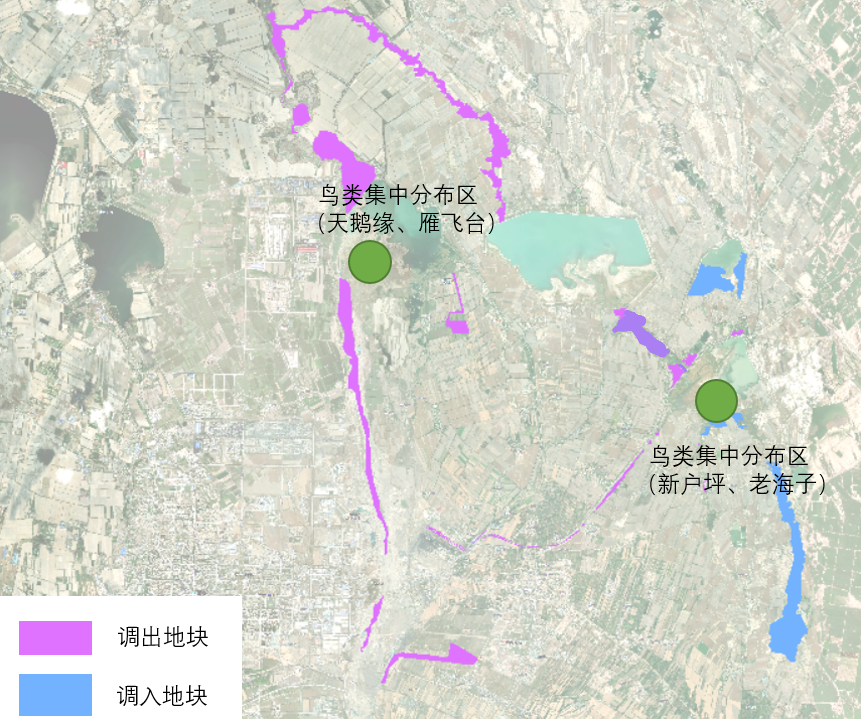 鸟类集中分布区
（天鹅缘、雁飞台）
鸟类集中分布区
（新户坪、老海子）
调出地块
调入地块